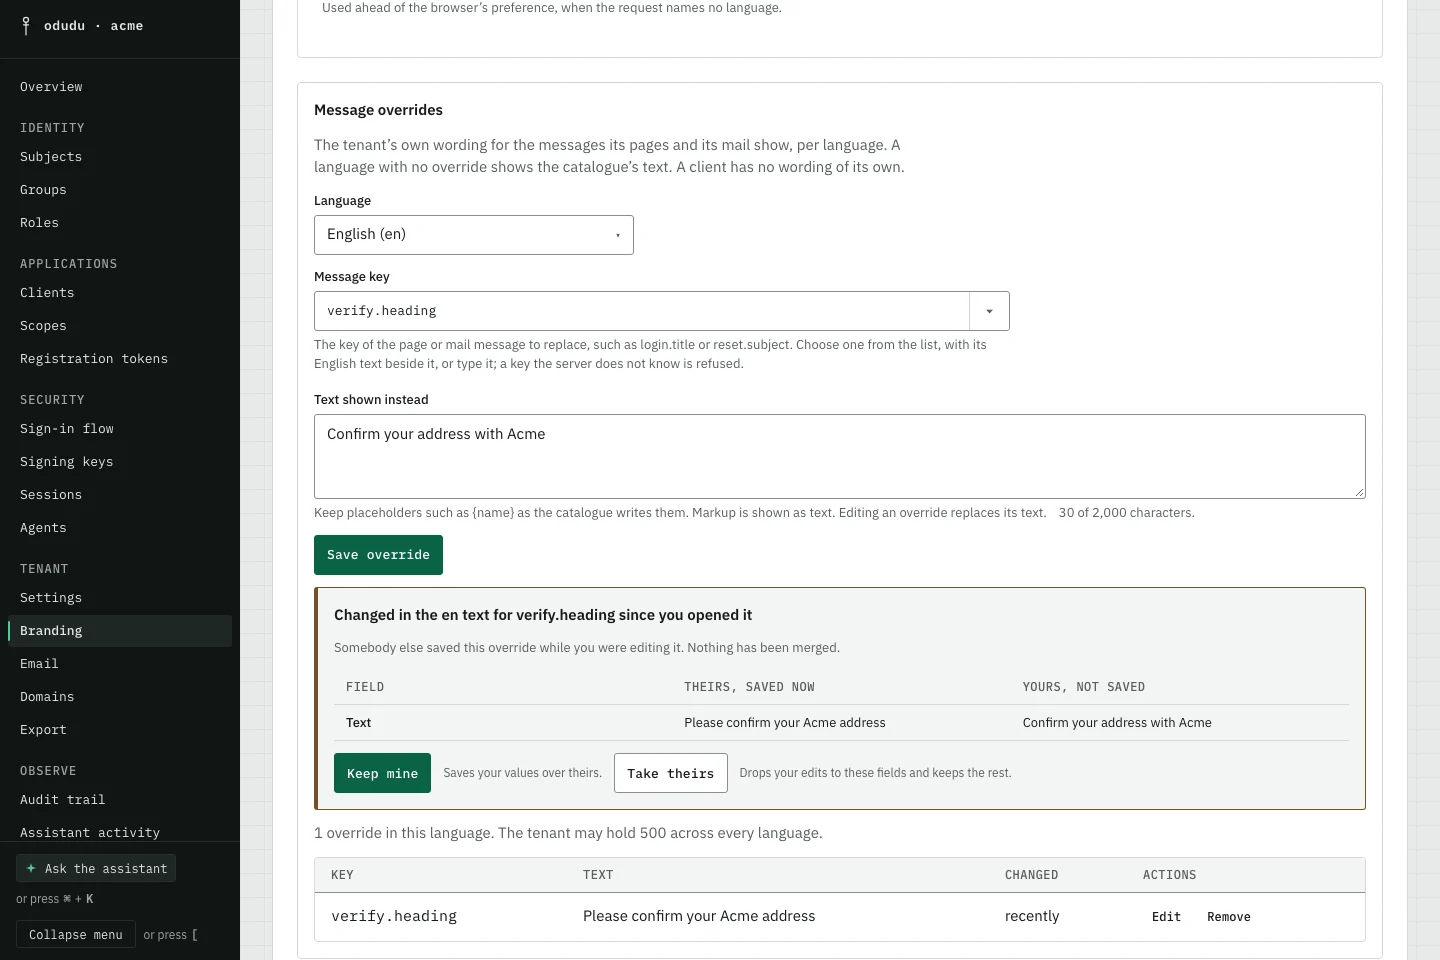 odudu · acme
Overview
IDENTITY
Subjects
Groups
Roles
APPLICATIONS
Clients
Scopes
Registration tokens
SECURITY
Sign-in flow
Signing keys
Sessions
Agents
TENANT
Settings
Branding
Email
Domains
Export
OBSERVE
Audit trail
Assistant activity
Ask the assistant
or press ⌘ + K
Collapse menu or press [
Used ahead of the browser’s preference, when the request names no language.
Message overrides
The tenant’s own wording for the messages its pages and its mail show, per language. A
language with no override shows the catalogue’s text. A client has no wording of its own.
Language
English (en)
Message key
verify.heading
The key of the page or mail message to replace, such as login.title or reset.subject. Choose one from the list, with its
English text beside it, or type it; a key the server does not know is refused.
Text shown instead
Confirm your address with Acme
Keep placeholders such as {name} as the catalogue writes them. Markup is shown as text. Editing an override replaces its text. 30 of 2,000 characters.
Save override
Changed in the en text for verify.heading since you opened it
Somebody else saved this override while you were editing it. Nothing has been merged.
FIELD THEIRS, SAVED NOW YOURS, NOT SAVED
Text Please confirm your Acme address Confirm your address with Acme
Keep mine Saves your values over theirs. Take theirs Drops your edits to these fields and keeps the rest.
1 override in this language. The tenant may hold 500 across every language.
KEY TEXT CHANGED ACTIONS
verify.heading Please confirm your Acme address recently Edit Remove